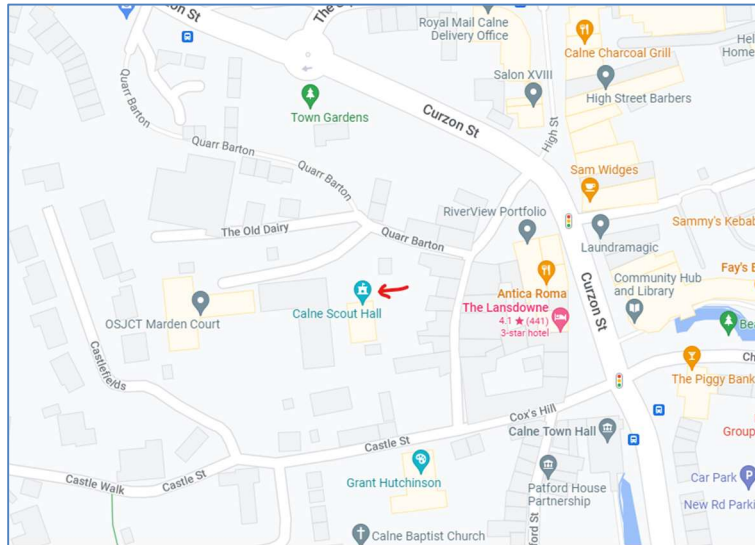 Curzon St
The Sq
Royal Mail Calne
Delivery Office
Calne Charcoal Grill
Hel
Home
Salon XVIII
High Street Barbers
Quarr Barton
Town Gardens
Curzon St
High St
Quarr Barton
Sam Widges
RiverView Portfolio
Sammy's Kebab
The Old Dairy
Quarr Barton
Laundramagic
Fay's B
Antica Roma
Curzon St
Community Hub
and Library
The Lansdowne
4.1 ★ (441)
3-star hotel
Calne Scout Hall
OSJCT Marden Court
Bea
Castlefields
Ch
The Piggy Bank
Cox's Hill
Calne Town Hall
Group
Castle St
Castle St
Castle Walk
Grant Hutchinson
Patford House
Partnership
Car Park
P
New Rd Parki
Calne Baptist Church
ford St